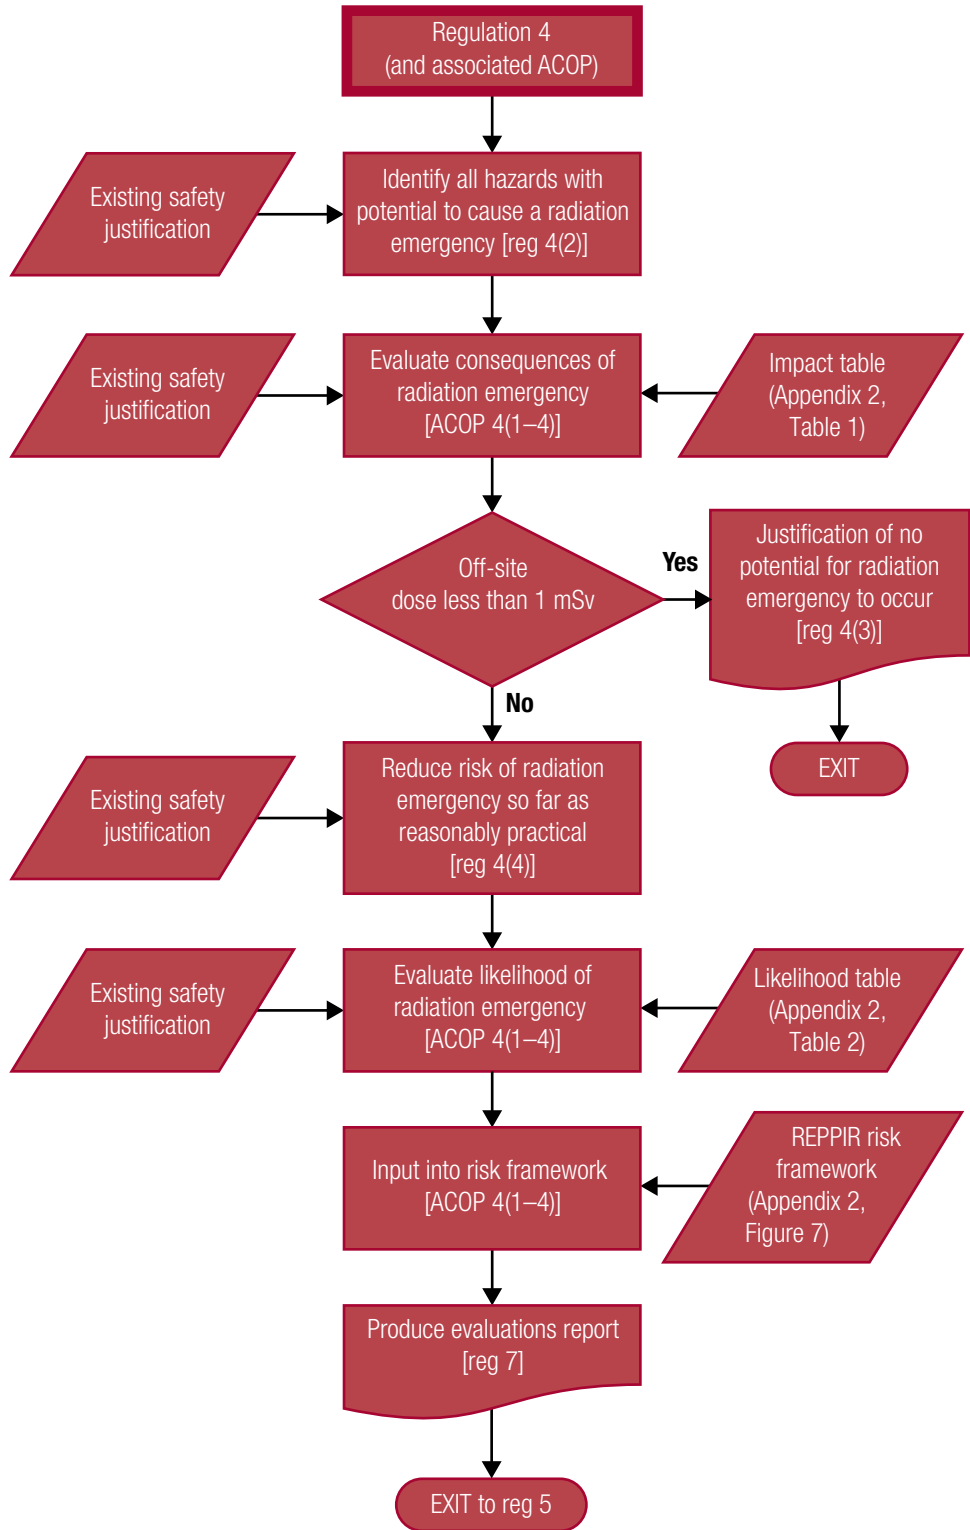 Regulation 4
(and associated ACOP)
Existing safety
justification
Identify all hazards with
potential to cause a radiation
emergency [reg 4(2)]
Existing safety
justification
Evaluate consequences of
radiation emergency
[ACOP 4(1–4)]
Impact table
(Appendix 2,
Table 1)
Off-site
dose less than 1 mSv
Yes
Justification of no
potential for radiation
emergency to occur
[reg 4(3)]
EXIT
No
Existing safety
justification
Reduce risk of radiation
emergency so far as
reasonably practical
[reg 4(4)]
Existing safety
justification
Evaluate likelihood of
radiation emergency
[ACOP 4(1–4)]
Likelihood table
(Appendix 2,
Table 2)
Input into risk framework
[ACOP 4(1–4)]
REPPIR risk
framework
(Appendix 2,
Figure 7)
Produce evaluations report
[reg 7]
EXIT to reg 5